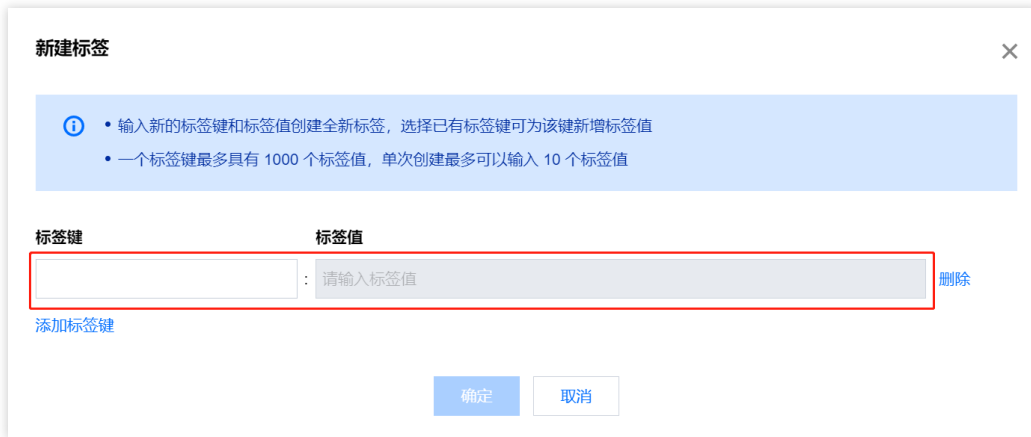 新建标签
• 输入新的标签键和标签值创建全新标签，选择已有标签键可为该键新增标签值
• 一个标签键最多具有 1000 个标签值，单次创建最多可以输入 10 个标签值
标签键 标签值
: 请输入标签值 删除
添加标签键
确定 取消